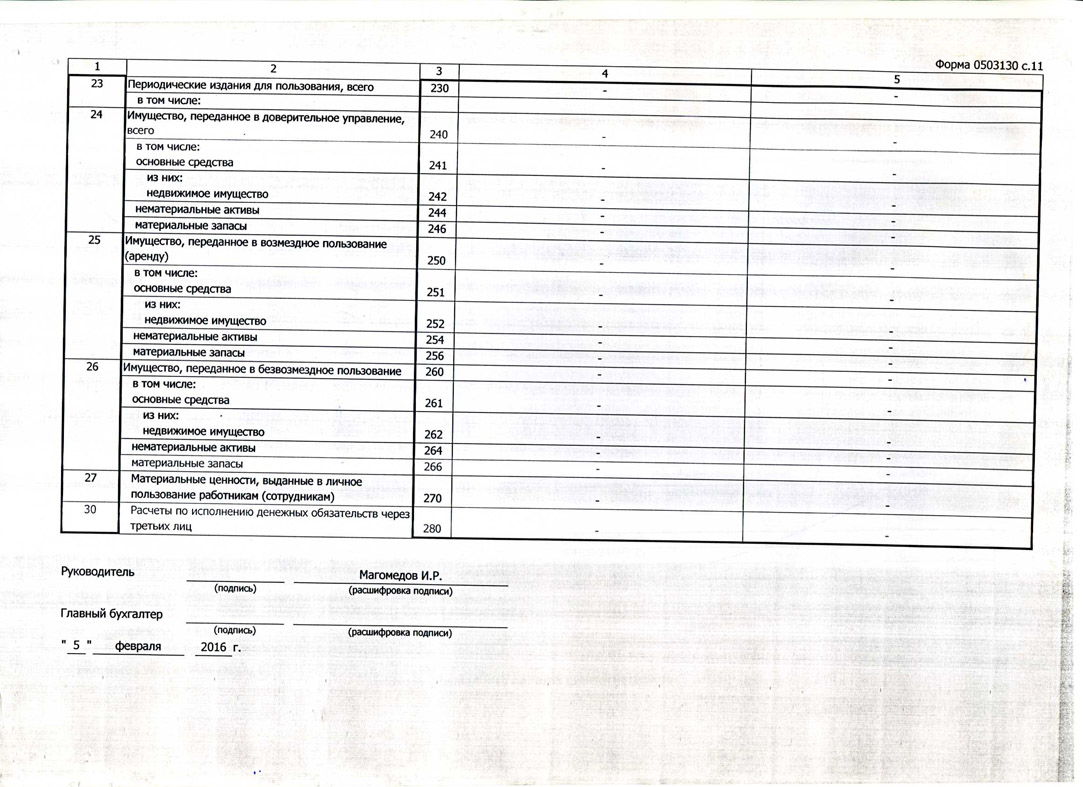 Форма 0503130 с.11
1 2 3 4 5
23 Периодические издания для пользования, всего 230 - -
в том числе:
24 Имущество, переданное в доверительное управление,
всего 240 - -
в том числе:
основные средства 241 - -
из них:
недвижимое имущество 242 - -
нематериальные активы 244 - -
материальные запасы 246 - -
25 Имущество, переданное в возмездное пользование
(аренду) 250 - -
в том числе:
основные средства 251 - -
из них:
недвижимое имущество 252 - -
нематериальные активы 254 - -
материальные запасы 256 - -
26 Имущество, переданное в безвозмездное пользование 260 - -
в том числе:
основные средства 261 - -
из них:
недвижимое имущество 262 - -
нематериальные активы 264 - -
материальные запасы 266 - -
27 Материальные ценности, выданные в личное
пользование работникам (сотрудникам) 270 - -
30 Расчеты по исполнению денежных обязательств через
третьих лиц 280 - -
Руководитель Магомедов И.Р.
(подпись) (расшифровка подписи)
Главный бухгалтер
(подпись) (расшифровка подписи)
" 5 " февраля 2016 г.